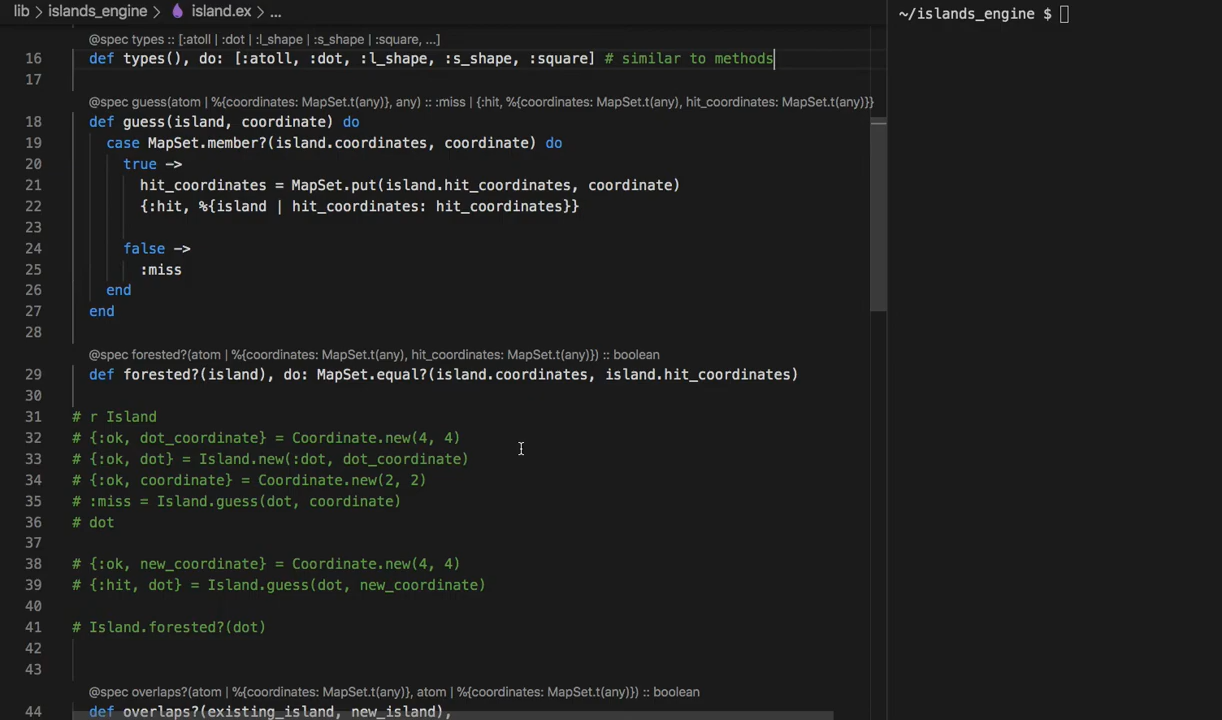 lib > islands_engine > island.ex > ...
~/islands_engine $
@spec types :: [:atoll | :dot | :l_shape | :s_shape | :square, ...]
16 def types(), do: [:atoll, :dot, :l_shape, :s_shape, :square] # similar to methods
17
@spec guess(atom | %{coordinates: MapSet.t(any)}, any) :: :miss | {:hit, %{coordinates: MapSet.t(any), hit_coordinates: MapSet.t(any)}}
18 def guess(island, coordinate) do
19 case MapSet.member?(island.coordinates, coordinate) do
20 true ->
21 hit_coordinates = MapSet.put(island.hit_coordinates, coordinate)
22 {:hit, %{island | hit_coordinates: hit_coordinates}}
23
24 false ->
25 :miss
26 end
27 end
28
@spec forested?(atom | %{coordinates: MapSet.t(any), hit_coordinates: MapSet.t(any)}) :: boolean
29 def forested?(island), do: MapSet.equal?(island.coordinates, island.hit_coordinates)
30
31 # r Island
32 # {:ok, dot_coordinate} = Coordinate.new(4, 4)
33 # {:ok, dot} = Island.new(:dot, dot_coordinate)
34 # {:ok, coordinate} = Coordinate.new(2, 2)
35 # :miss = Island.guess(dot, coordinate)
36 # dot
37
38 # {:ok, new_coordinate} = Coordinate.new(4, 4)
39 # {:hit, dot} = Island.guess(dot, new_coordinate)
40
41 # Island.forested?(dot)
42
43
@spec overlaps?(atom | %{coordinates: MapSet.t(any)}, atom | %{coordinates: MapSet.t(any)}) :: boolean
44 def overlaps?(existing_island, new_island),